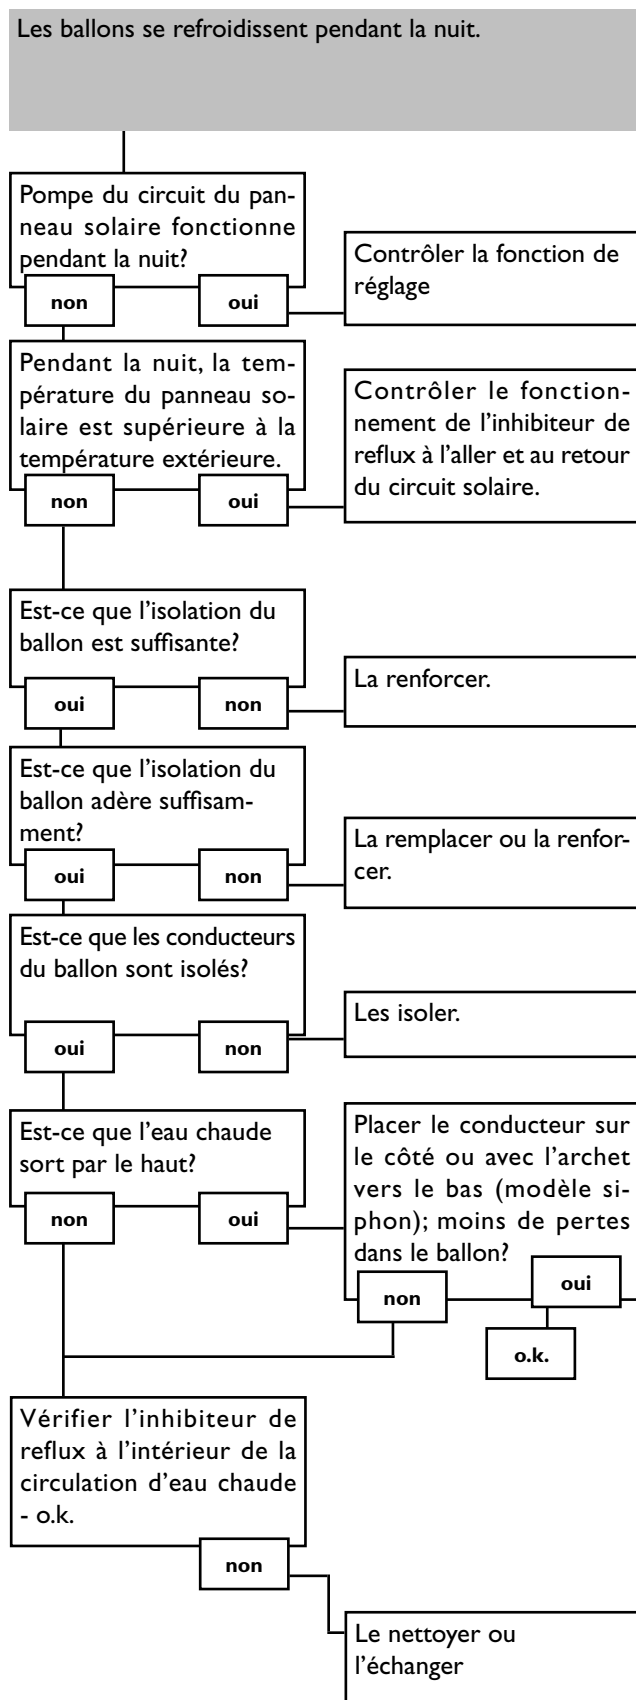 Les ballons se refroidissent pendant la nuit.
Pompe du circuit du pan-
neau solaire fonctionne
pendant la nuit?
non
oui
Contrôler la fonction de
réglage
Pendant la nuit, la tem-
pérature du panneau so-
laire est supérieure à la
température extérieure.
non
oui
Contrôler le fonction-
nement de l'inhibiteur de
reflux à l'aller et au retour
du circuit solaire.
Est-ce que l'isolation du
ballon est suffisante?
oui
non
La renforcer.
Est-ce que l'isolation du
ballon adère suffisam-
ment?
oui
non
La remplacer ou la renfor-
cer.
Est-ce que les conducteurs
du ballon sont isolés?
oui
non
Les isoler.
Est-ce que l'eau chaude
sort par le haut?
non
oui
Placer le conducteur sur
le côté ou avec l'archet
vers le bas (modèle si-
phon); moins de pertes
dans le ballon?
non
oui
o.k.
Vérifier l'inhibiteur de
reflux à l'intérieur de la
circulation d'eau chaude
- o.k.
non
Le nettoyer ou
l'échanger